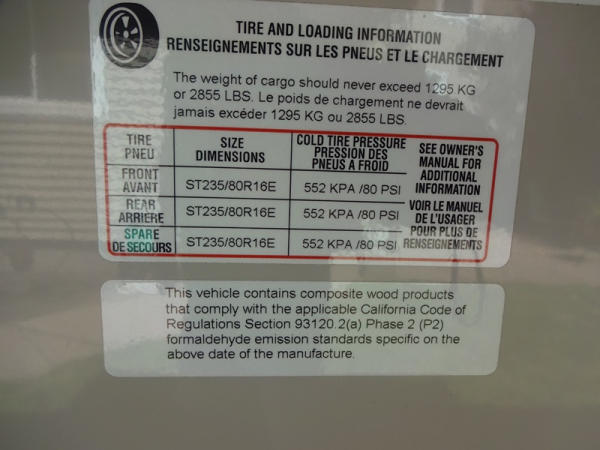 TIRE AND LOADING INFORMATION
RENSEIGNEMENTS SUR LES PNEUS ET LE CHARGEMENT
The weight of cargo should never exceed 1295 KG
or 2855 LBS. Le poids de chargement ne devrait
jamais excéder 1295 KG ou 2855 LBS.
TIRE
PNEU
SIZE
DIMENSIONS
COLD TIRE PRESSURE
PRESSION DES
PNEUS A FROID
SEE OWNER'S
MANUAL FOR
ADDITIONAL
INFORMATION
VOIR LE MANUEL
DE L'USAGER
POUR PLUS DE
RENSEIGNEMENTS
FRONT
AVANT
ST235/80R16E
552 KPA /80 PSI
REAR
ARRIERE
ST235/80R16E
552 KPA /80 PSI
SPARE
DE SECOURS
ST235/80R16E
552 KPA /80 PSI
This vehicle contains composite wood products
that comply with the applicable California Code of
Regulations Section 93120.2(a) Phase 2 (P2)
formaldehyde emission standards specific on the
above date of the manufacture.